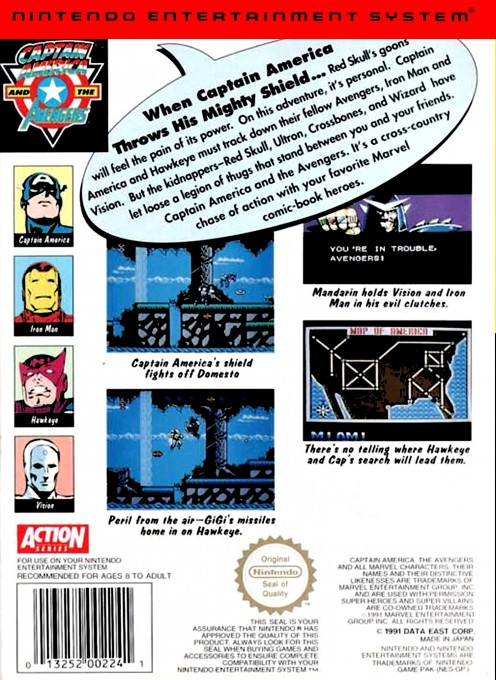 NINTENDO ENTERTAINMENT SYSTEM®
CAPTAIN
AMERICA
AND THE
AVENGERS
When Captain America
Throws His Mighty Shield... Red Skull's goons
will feel the pain of its power. On this adventure, it's personal. Captain
America and Hawkeye must track down their fellow Avengers, Iron Man and
Vision. But the kidnappers–Red Skull, Ultron, Crossbones, and Wizard have
let loose a legion of thugs that stand between you and your friends.
Captain America and the Avengers. It's a cross-country
chase of action with your favorite Marvel
comic-book heroes.
Captain America
Iron Man
Hawkeye
Vision
YOU 'RE IN TROUBLE,
AVENGERS!
Mandarin holds Vision and Iron
Man in his evil clutches.
Captain America's shield
fights off Domesto
MAP OF AMERICA
MIAMI
There's no telling where Hawkeye
and Cap's search will lead them.
Peril from the air—GiGi's missiles
home in on Hawkeye.
ACTION
SERIES
FOR USE ON YOUR NINTENDO
ENTERTAINMENT SYSTEM
RECOMMENDED FOR AGES 8 TO ADULT
0 13252 00224 1
Original
Nintendo
Seal of
Quality
THIS SEAL IS YOUR
ASSURANCE THAT NINTENDO ® HAS
APPROVED THE QUALITY OF THIS
PRODUCT. ALWAYS LOOK FOR THIS
SEAL WHEN BUYING GAMES AND
ACCESSORIES TO ENSURE COMPLETE
COMPATIBILITY WITH YOUR
NINTENDO ENTERTAINMENT SYSTEM ™
CAPTAIN AMERICA, THE AVENGERS
AND ALL MARVEL CHARACTERS: THEIR
NAMES AND THEIR DISTINCTIVE
LIKENESSES ARE TRADEMARKS OF
MARVEL ENTERTAINMENT GROUP, INC.
AND ARE USED WITH PERMISSION
SUPER HEROES AND SUPER VILLAINS
ARE CO-OWNED TRADEMARKS
©1991 MARVEL ENTERTAINMENT
GROUP INC. ALL RIGHTS RESERVED
© 1991 DATA EAST CORP.
MADE IN JAPAN
NINTENDO AND NINTENDO
ENTERTAINMENT SYSTEMS ARE
TRADEMARKS OF NINTENDO
GAME PAK (NES-GP)